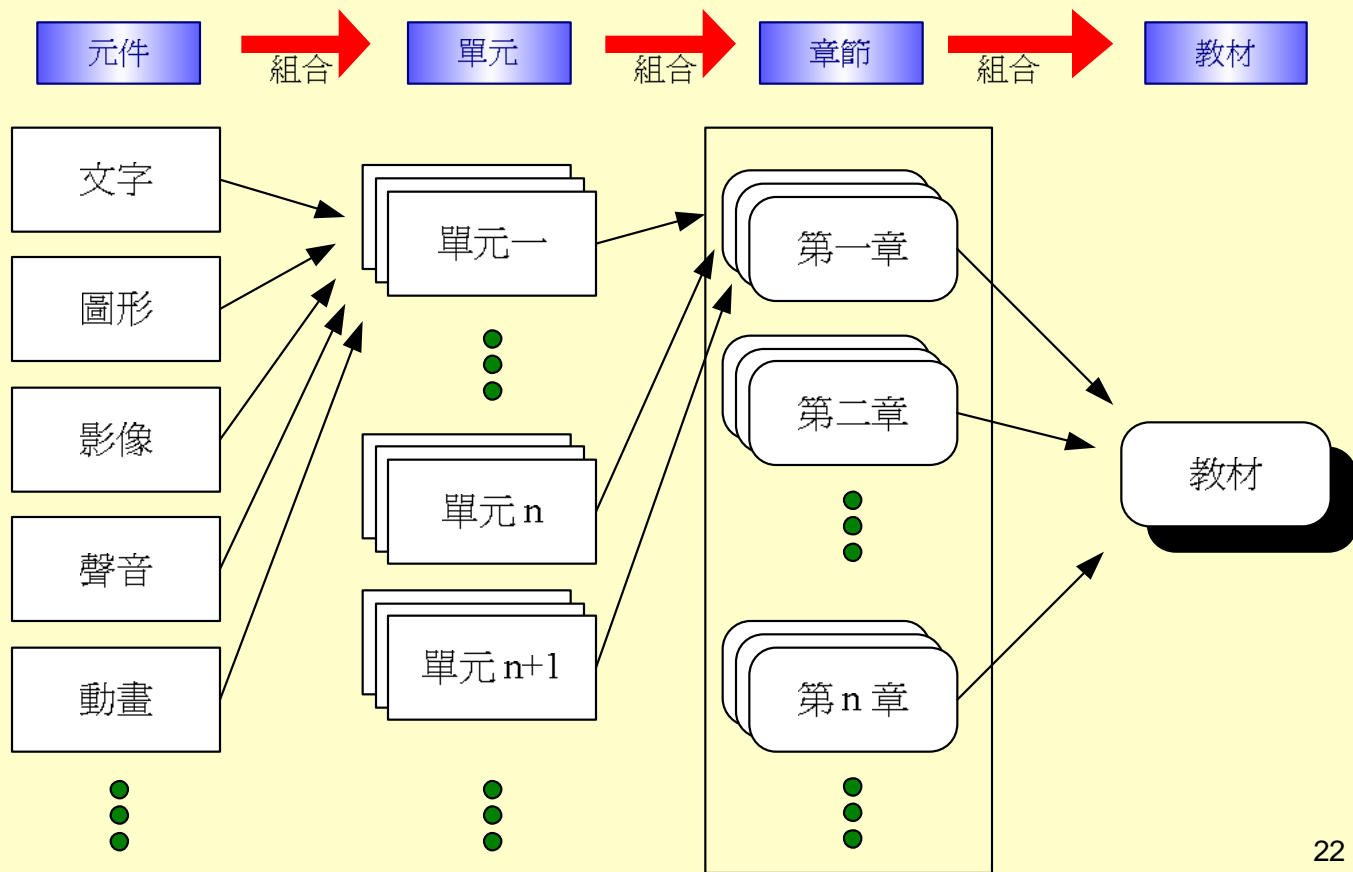 元件
組合
單元
組合
章節
組合
教材
文字
圖形
影像
聲音
動畫
單元一
單元 n
單元 n+1
第一章
第二章
第 n 章
教材
22